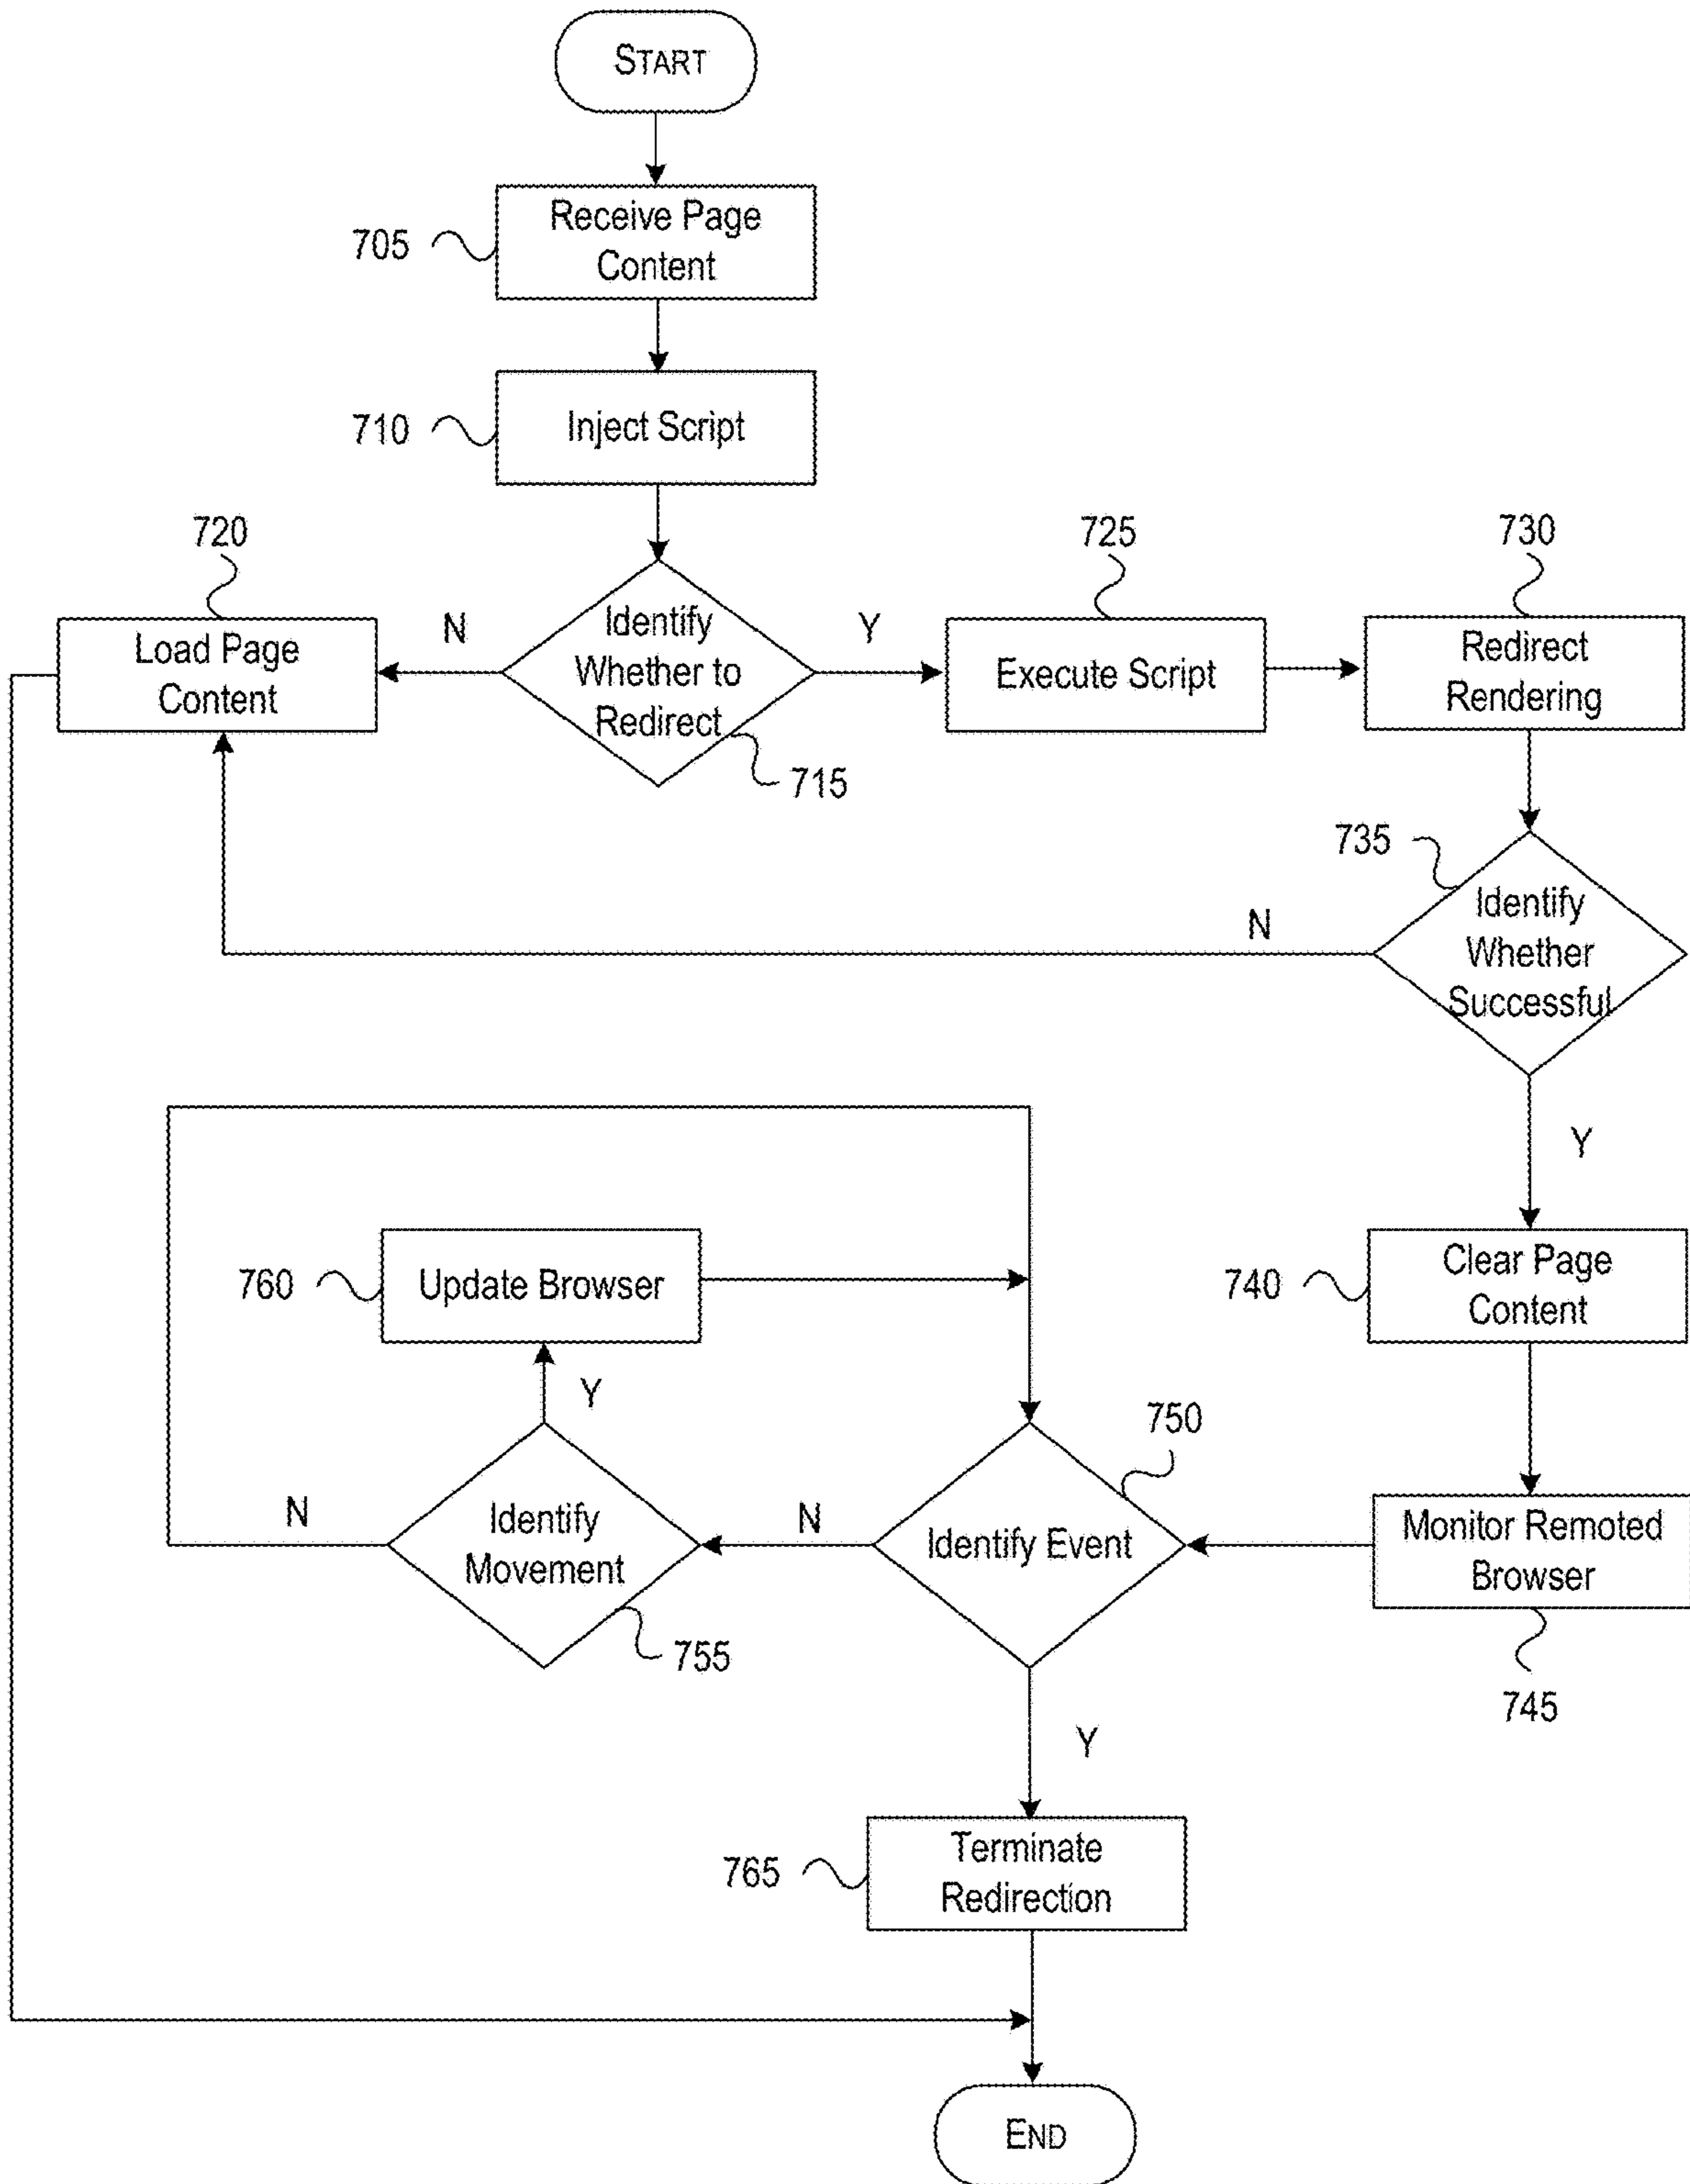 START
705
Receive Page
Content
710
Inject Script
720
725
730
Load Page
Content
N
Identify
Whether to
Redirect
Y
Execute Script
Redirect
Rendering
715
735
Identify
Whether
Successful
N
Y
760
Update Browser
740
Clear Page
Content
Y
750
N
Identify
Movement
N
Identify Event
Monitor Remoted
Browser
755
745
Y
765
Terminate
Redirection
END